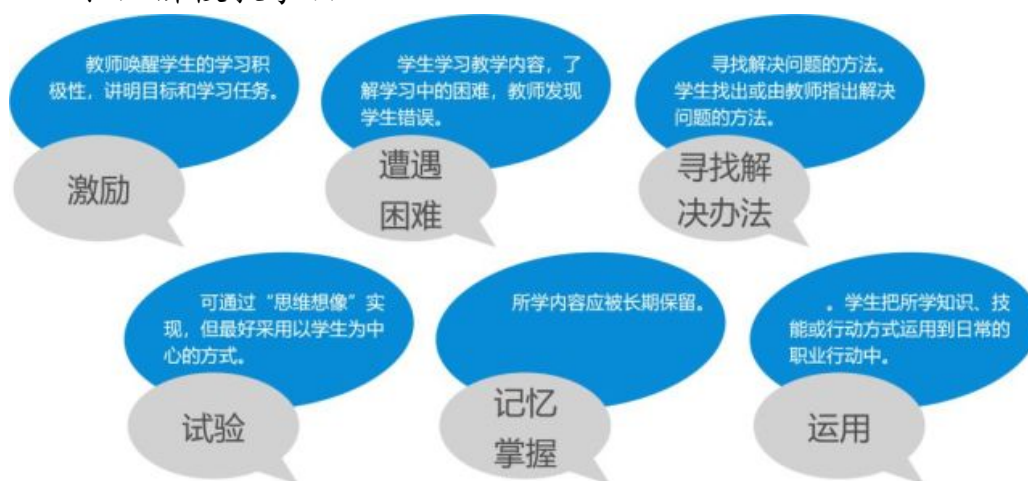 教师唤醒学生的学习积
极性，讲明目标和学习任务。
激励
学生学习教学内容，了
解学习中的困难，教师发现
学生错误。
遭遇
困难
寻找解决问题的方法。
学生找出或由教师指出解决
问题的方法。
寻找解
决办法
可通过“思维想像”实
现，但最好采用以学生为中
心的方式。
试验
所学内容应被长期保留。
记忆
掌握
。学生把所学知识、技
能或行动方式运用到日常的
职业行动中。
运用